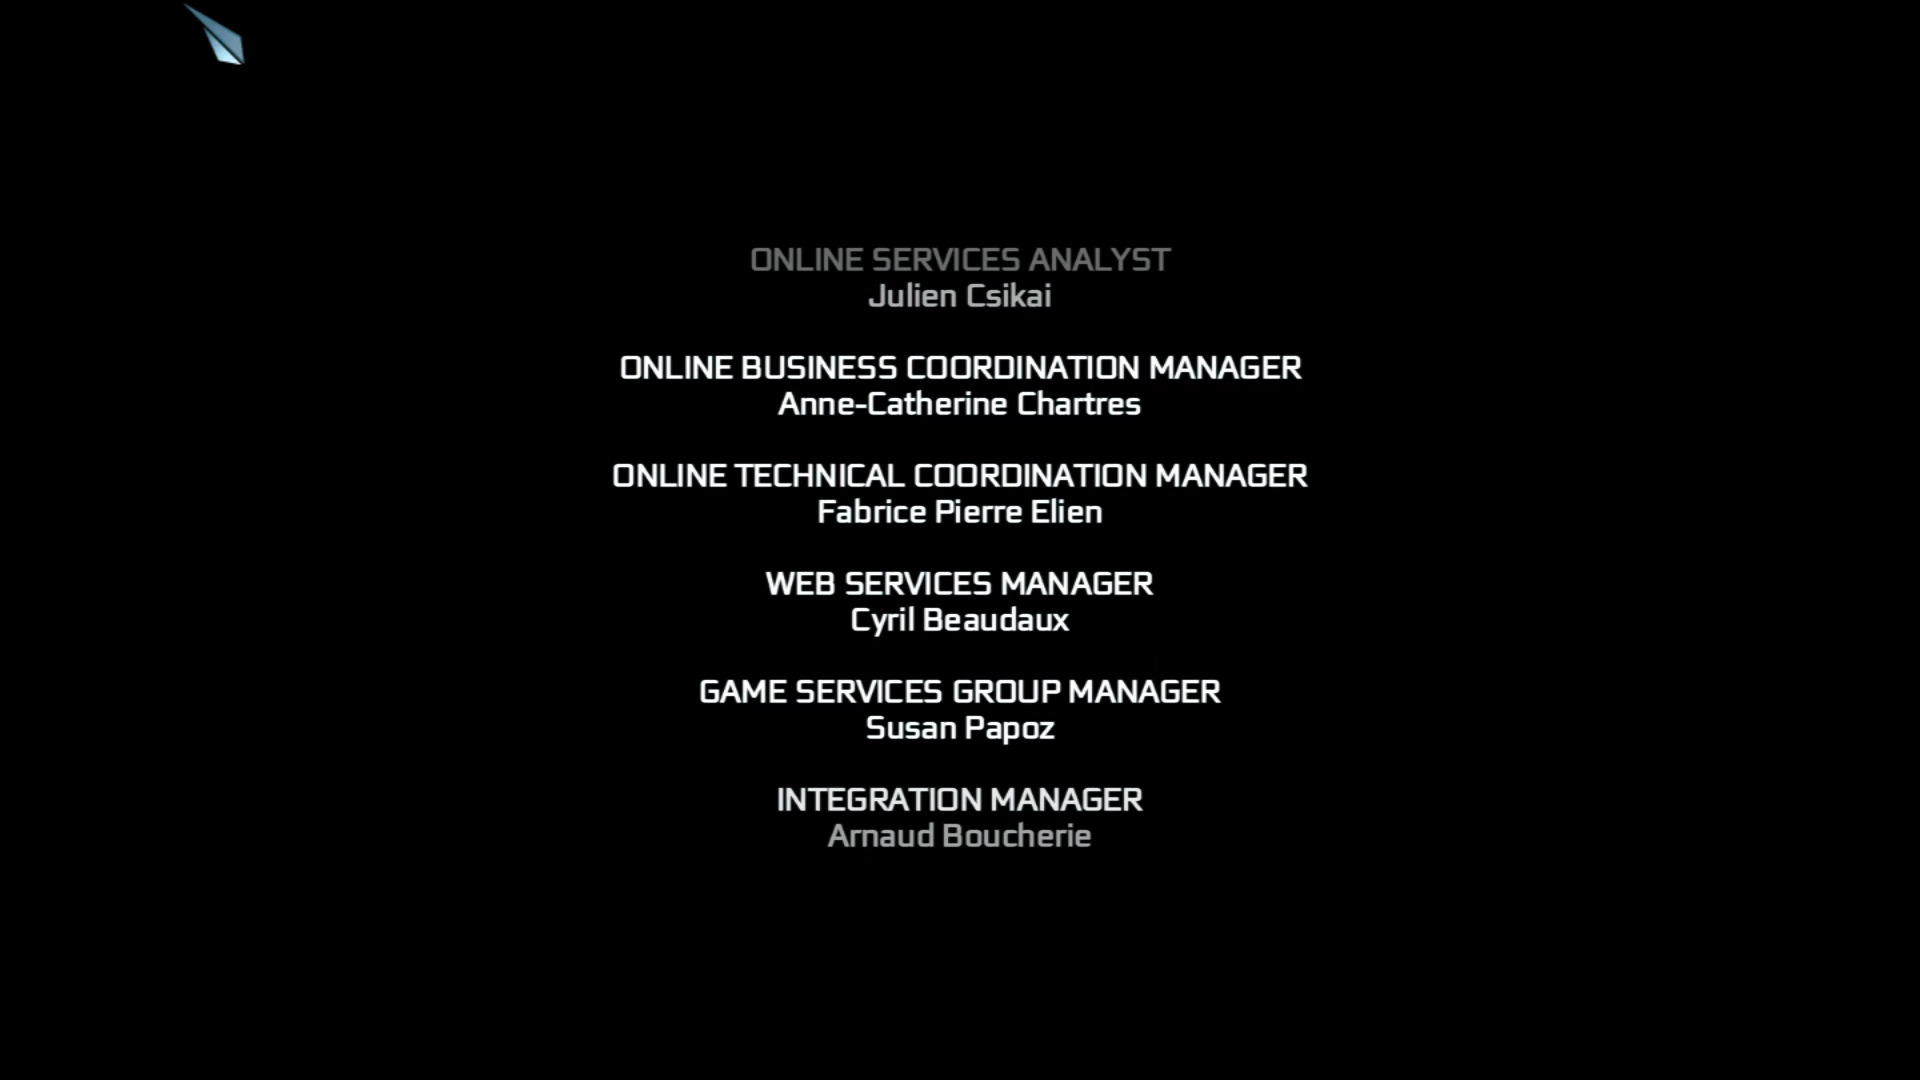 ONLINE SERVICES ANALYST
Julien Csikai
ONLINE BUSINESS COORDINATION MANAGER
Anne-Catherine Chartres
ONLINE TECHNICAL COORDINATION MANAGER
Fabrice Pierre Elien
WEB SERVICES MANAGER
Cyril Beaudaux
GAME SERVICES GROUP MANAGER
Susan Papoz
INTEGRATION MANAGER
Arnaud Boucherie